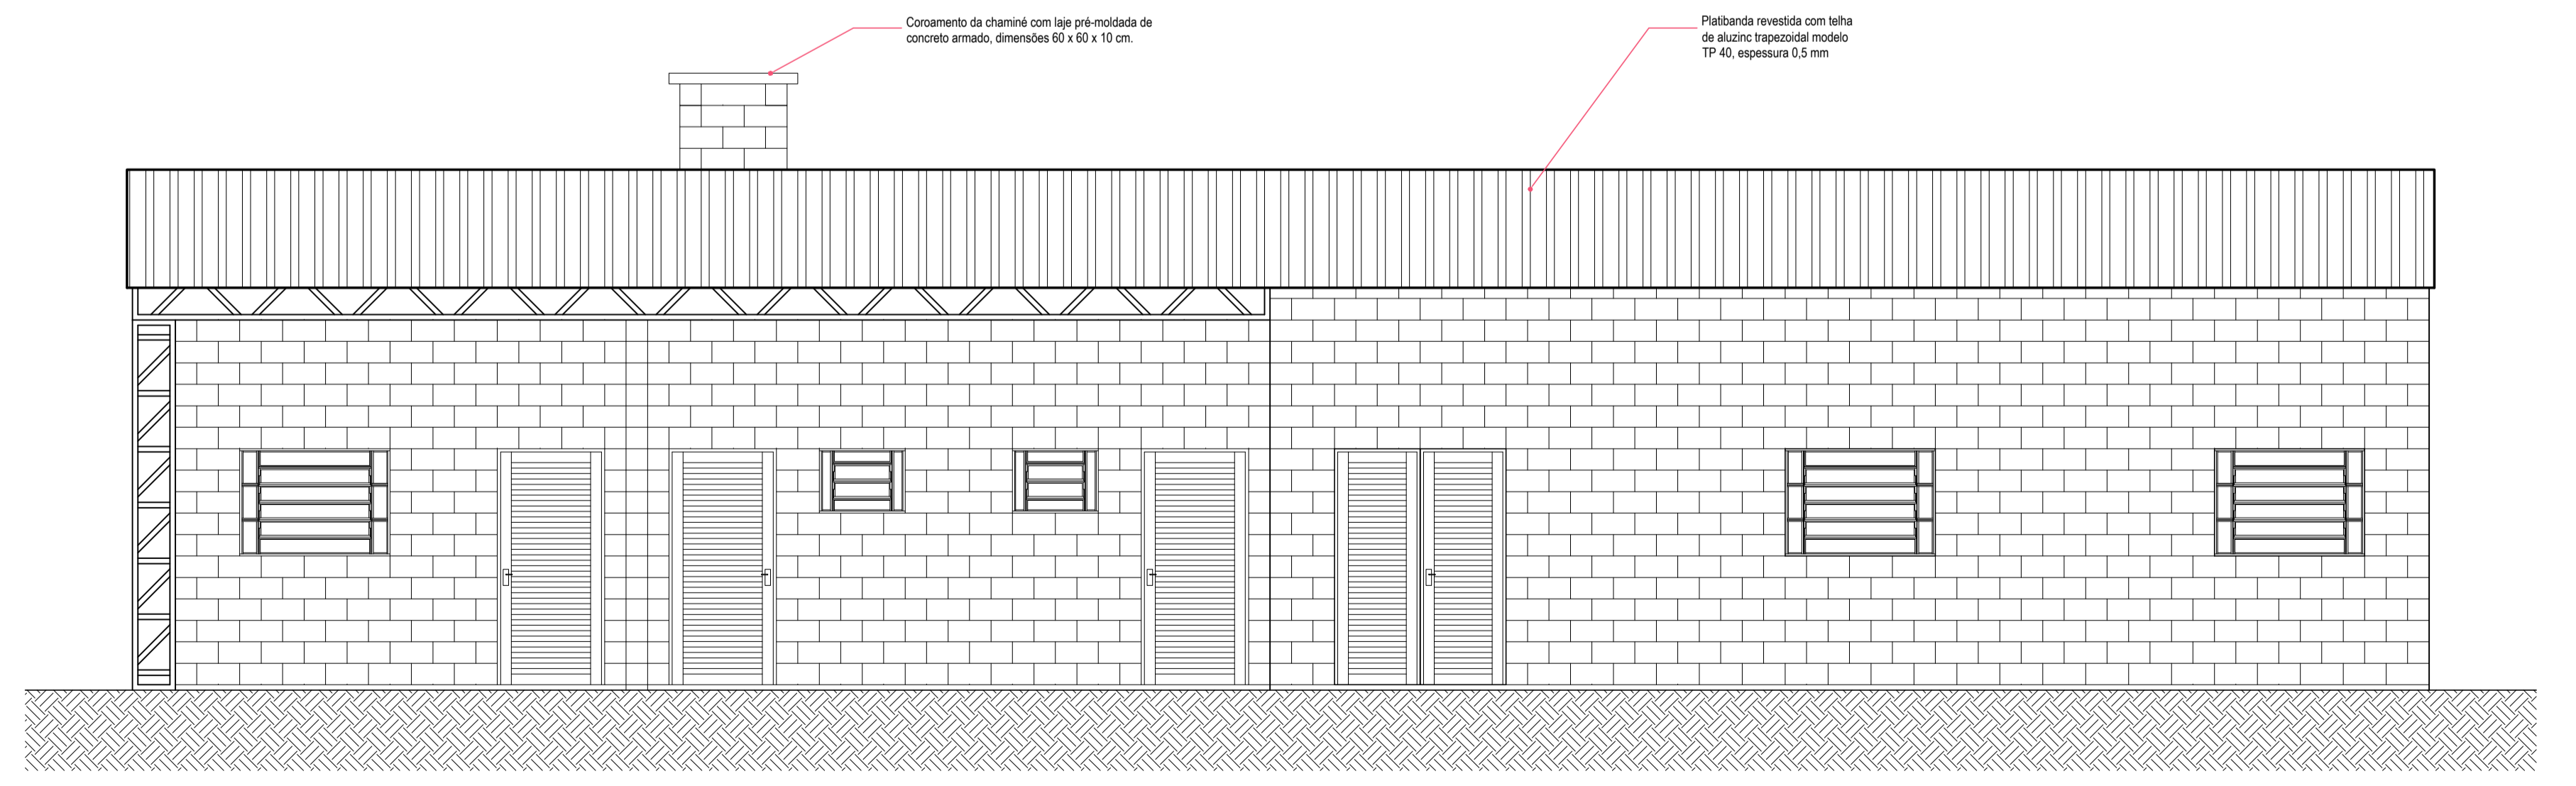 Coroamento da chaminé com laje pré-moldada de
concreto armado, dimensões 60 x 60 x 10 cm.
Platibanda revestida com telha
de aluzinc trapezoidal modelo
TP 40, espessura 0,5 mm